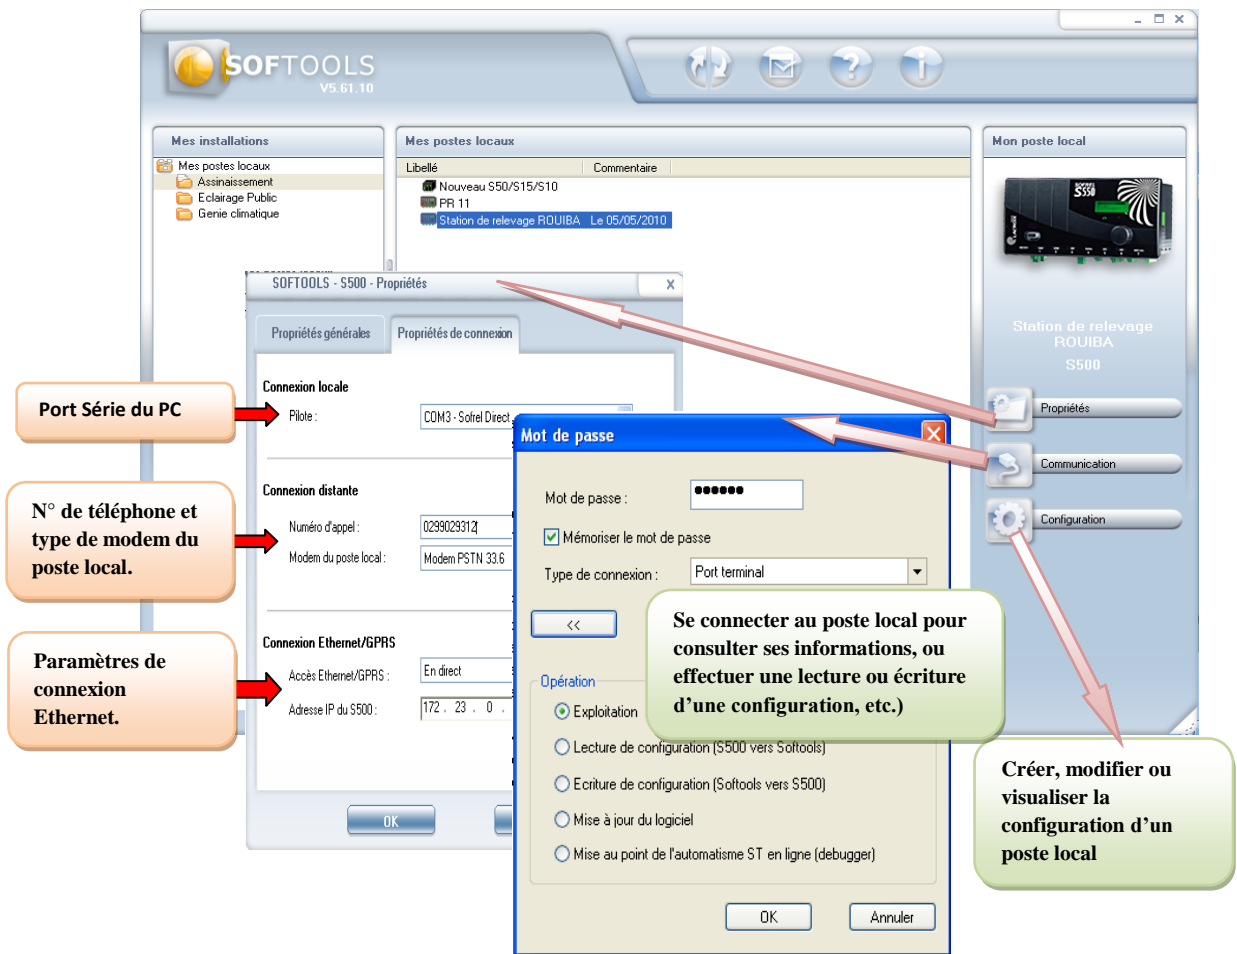 SOFTOOLS
V5.61.10
Mes installations
Mes postes locaux
Assinaissement
Eclairage Public
Genie climatique
Mes postes locaux
Libellé Commentaire
Nouveau S50/S15/S10
PR 11
Station de relevage ROUIBA Le 05/05/2010
Mon poste local
SOFREL
S550
LACROIX
Station de relevage
ROUIBA
S500
Propriétés
Communication
Configuration
SOFTOOLS - S500 - Propriétés
Propriétés générales Propriétés de connexion
Connexion locale
Pilote : COM3 - Sofrel Direct
Connexion distante
Numéro d'appel : 0299029312
Modem du poste local : Modem PSTN 33.6
Connexion Ethernet/GPRS
Accès Ethernet/GPRS : En direct
Adresse IP du S500 : 172 . 23 . 0 .
OK
Port Série du PC
N° de téléphone et
type de modem du
poste local.
Paramètres de
connexion
Ethernet.
Mot de passe
Mot de passe : ●●●●●●
Mémoriser le mot de passe
Type de connexion : Port terminal
<<
Opération
Exploitation
Lecture de configuration (S500 vers Softools)
Ecriture de configuration (Softools vers S500)
Mise à jour du logiciel
Mise au point de l'automatisme ST en ligne (debugger)
OK Annuler
Se connecter au poste local pour
consulter ses informations, ou
effectuer une lecture ou écriture
d’une configuration, etc.)
Créer, modifier ou
visualiser la
configuration d’un
poste local